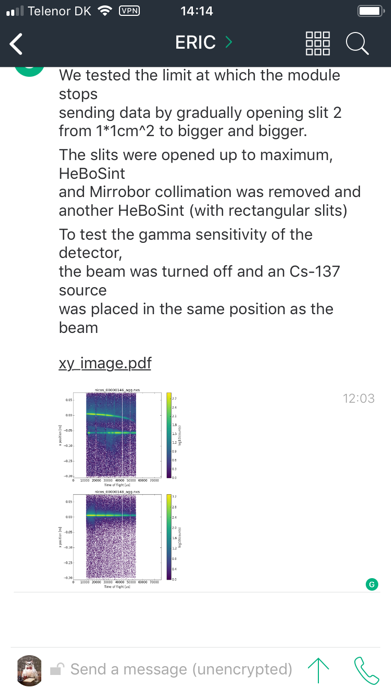 Telenor DK VPN 14:14
ERIC
We tested the limit at which the module
stops
sending data by gradually opening slit 2
from 1*1cm^2 to bigger and bigger.
The slits were opened up to maximum,
HeBoSint
and Mirrobor collimation was removed and
another HeBoSint (with rectangular slits)
To test the gamma sensitivity of the
detector,
the beam was turned off and an Cs-137
source
was placed in the same position as the
beam
xy image.pdf
12:03
Time of flight [µs]
Time of flight [µs]
G
Send a message (unencrypted)